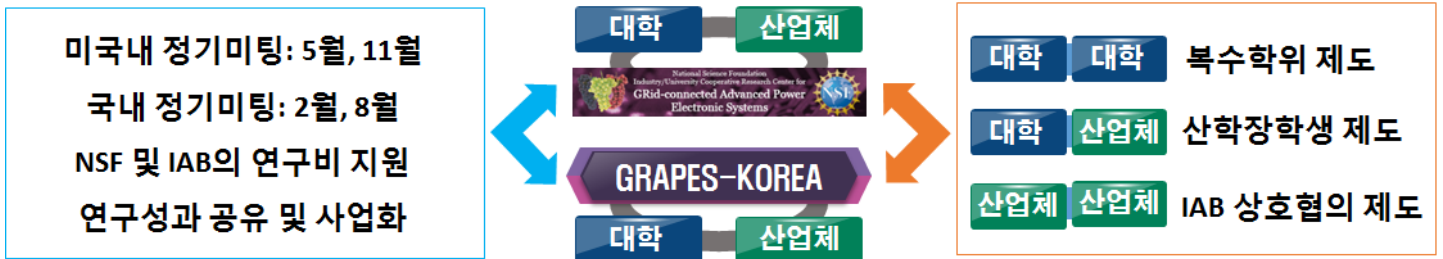 미국내 정기미팅: 5월, 11월
국내 정기미팅: 2월, 8월
NSF 및 IAB의 연구비 지원
연구성과 공유 및 사업화
대학 산업체
National Science Foundation
Industry/University Cooperative Research Center for
GRid-connected Advanced Power
Electronic Systems
NSF
GRAPES-KOREA
대학 산업체
대학 대학 복수학위 제도
대학 산업체 산학장학생 제도
산업체 산업체 IAB 상호협의 제도